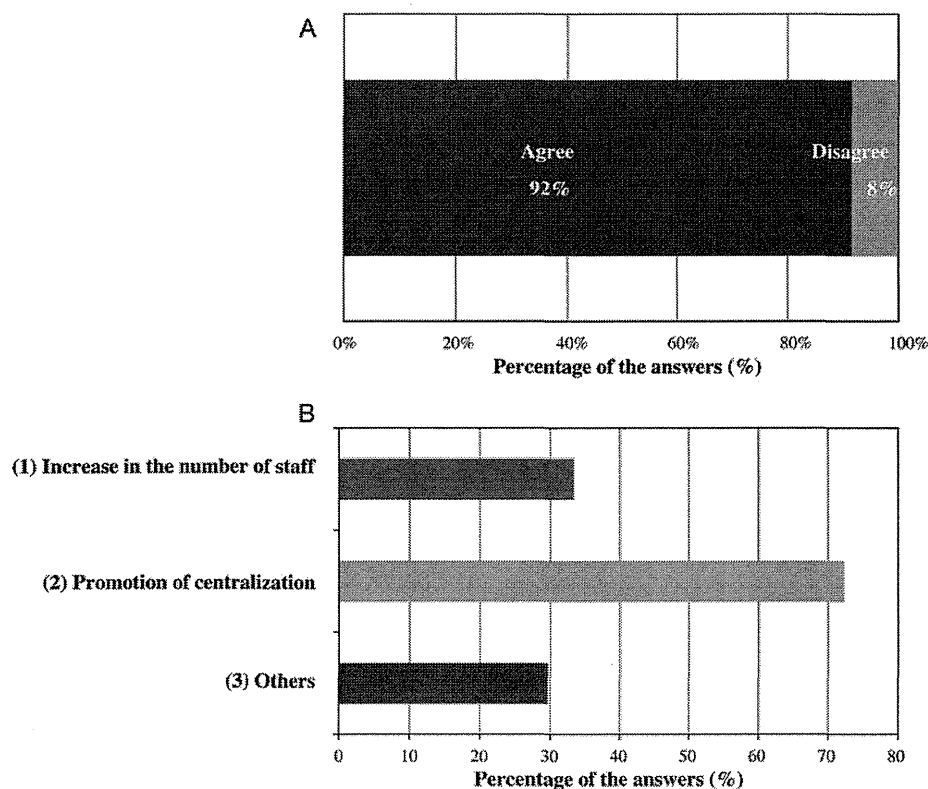 A
Agree
Disagree
92%
8%
0%
20%
40%
60%
80%
100%
Percentage of the answers (%)
B
(1) Increase in the number of staff
(2) Promotion of centralization
(3) Others
0
10
20
30
40
50
60
70
80
Percentage of the answers (%)